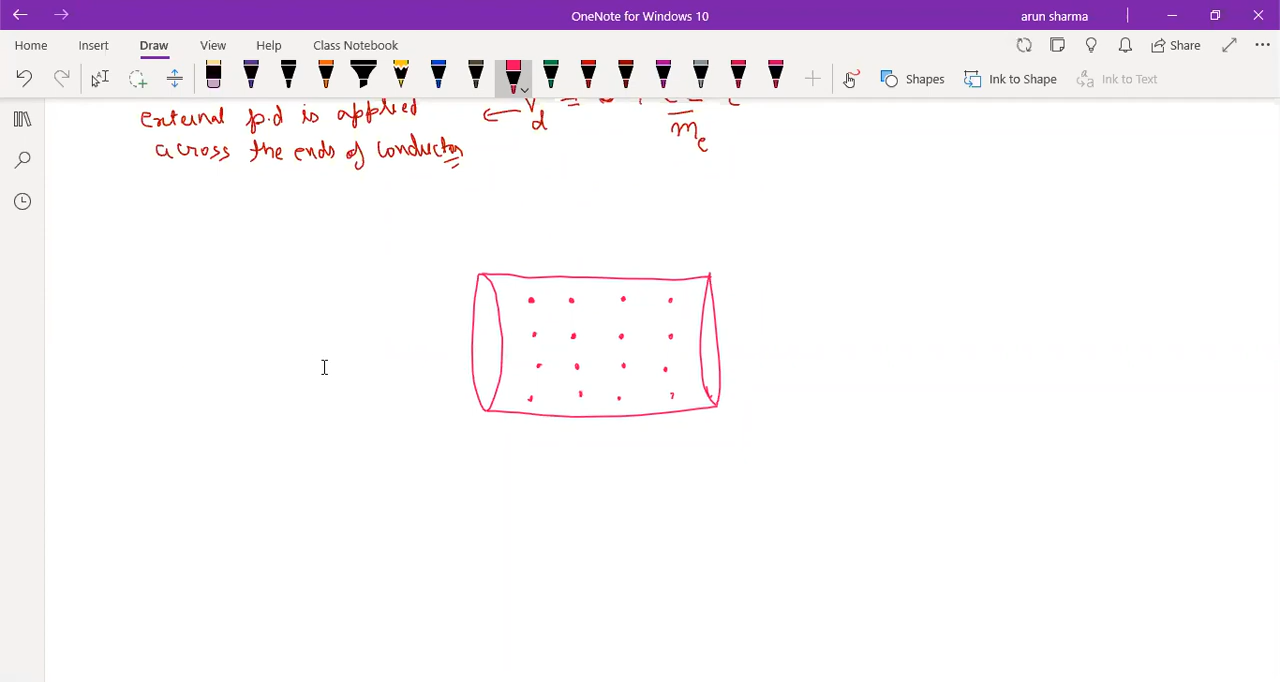 OneNote for Windows 10
arun sharma
Home Insert Draw View Help Class Notebook
Share
Shapes
Ink to Shape
Ink to Text
external p.d is applied
across the ends of conductor
d
m e